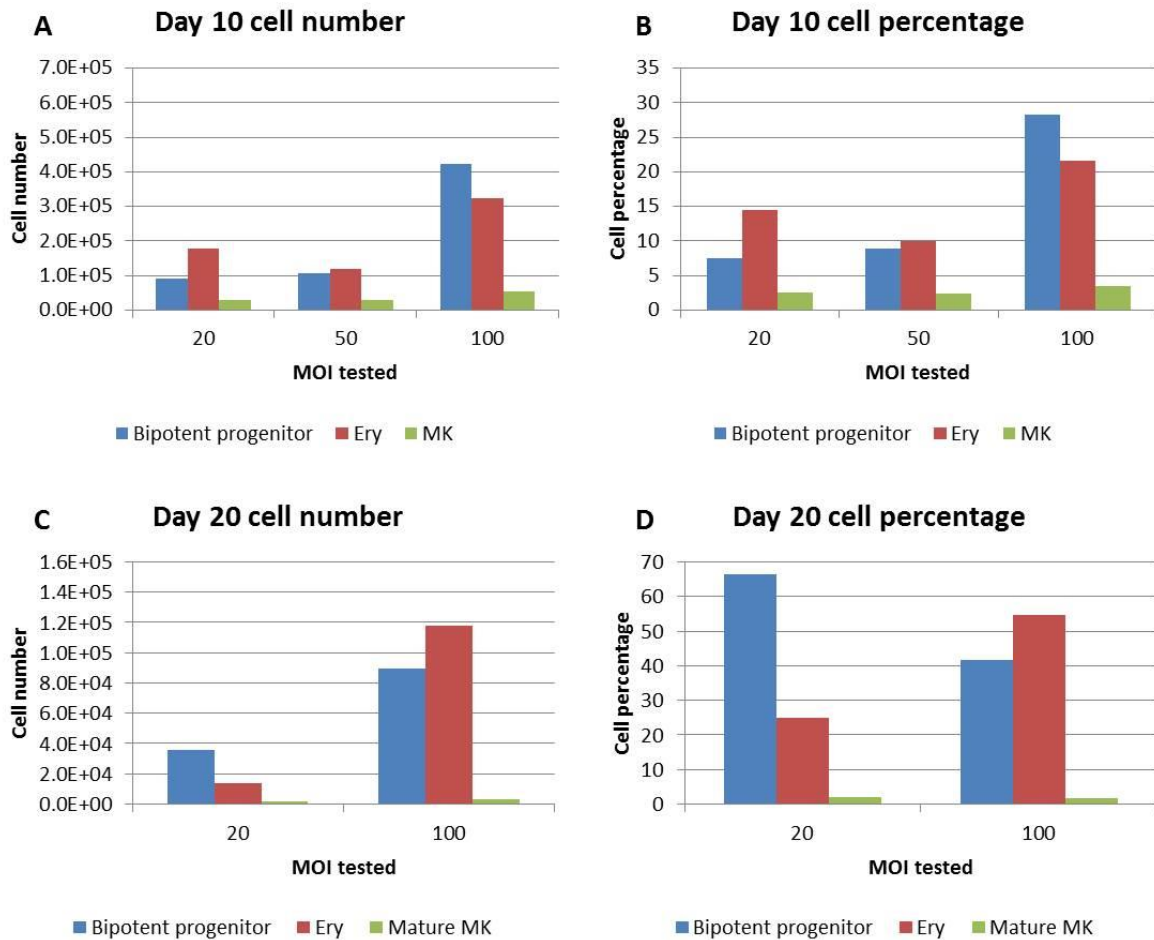 A Day 10 cell number
7.0E+05
6.0E+05
5.0E+05
4.0E+05
3.0E+05
2.0E+05
1.0E+05
0.0E+00
Cell number
20 50 100
MOI tested
Bipotent progenitor Ery MK
B Day 10 cell percentage
35
30
25
20
15
10
5
0
Cell percentage
20 50 100
MOI tested
Bipotent progenitor Ery MK
C Day 20 cell number
1.6E+05
1.4E+05
1.2E+05
1.0E+05
8.0E+04
6.0E+04
4.0E+04
2.0E+04
0.0E+00
Cell number
20 100
MOI tested
Bipotent progenitor Ery Mature MK
D Day 20 cell percentage
70
60
50
40
30
20
10
0
Cell percentage
20 100
MOI tested
Bipotent progenitor Ery Mature MK